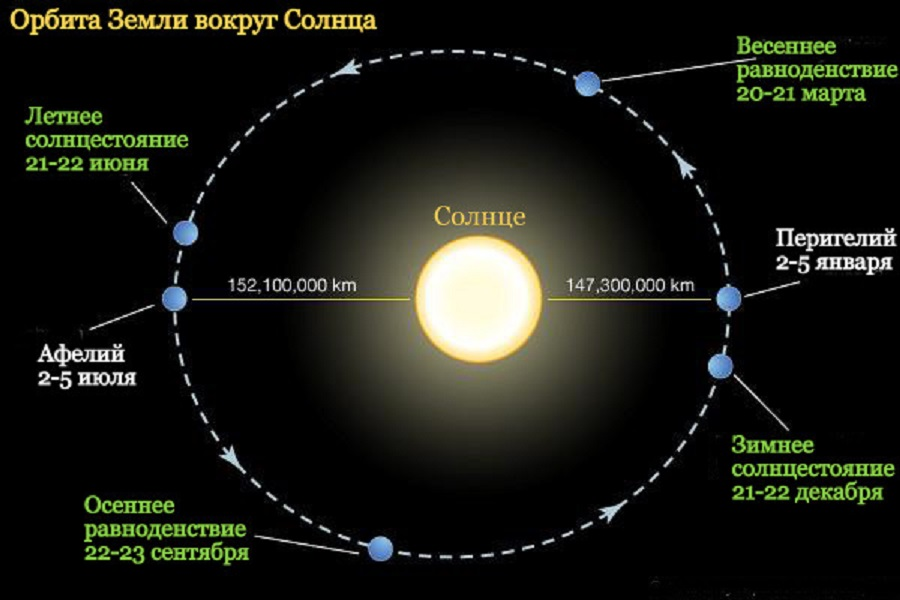 Орбита Земли вокруг Солнца
Весеннее
равноденствие
20-21 марта
Летнее
солнцестояние
21-22 июня
Солнце
Перигелий
2-5 января
152,100,000 km
147,300,000 km
Афелий
2-5 июля
Зимнее
солнцестояние
21-22 декабря
Осеннее
равноденствие
22-23 сентября